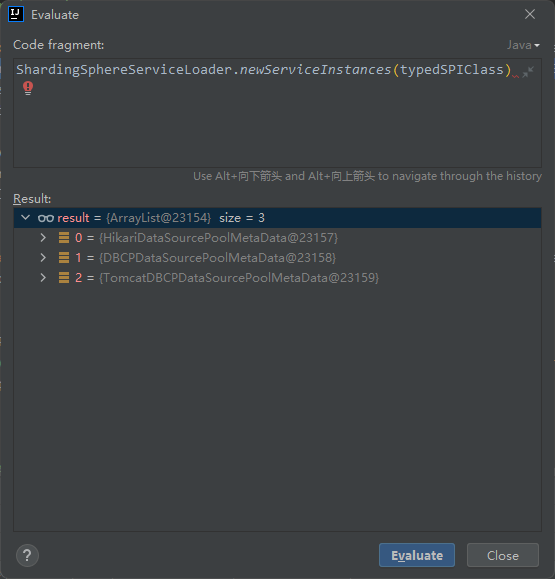 Evaluate
Code fragment:
Java
ShardingSphereServiceLoader.newServiceInstances(typedSPIClass)
Use Alt+向下箭头 and Alt+向上箭头 to navigate through the history
Result:
result = {ArrayList@23154} size = 3
0 = {HikariDataSourcePoolMetaData@23157}
1 = {DBCPDataSourcePoolMetaData@23158}
2 = {TomcatDBCPDataSourcePoolMetaData@23159}
?
Evaluate
Close